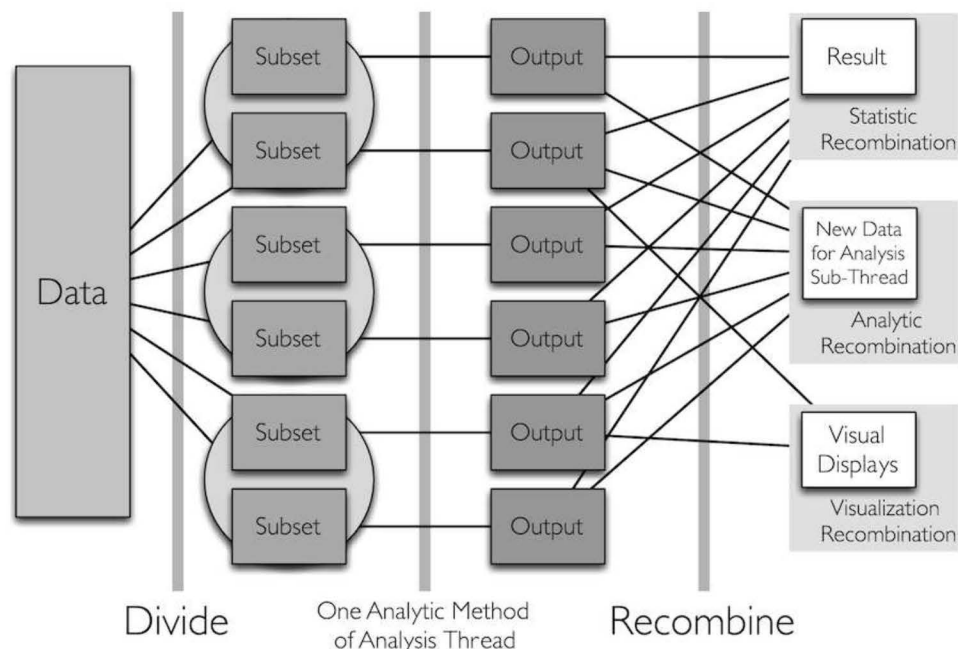 Data
Subset
Subset
Subset
Subset
Subset
Subset
Output
Output
Output
Output
Output
Output
Result
Statistic
Recombination
New Data
for Analysis
Sub-Thread
Analytic
Recombination
Visual
Displays
Visualization
Recombination
Divide
One Analytic Method
of Analysis Thread
Recombine